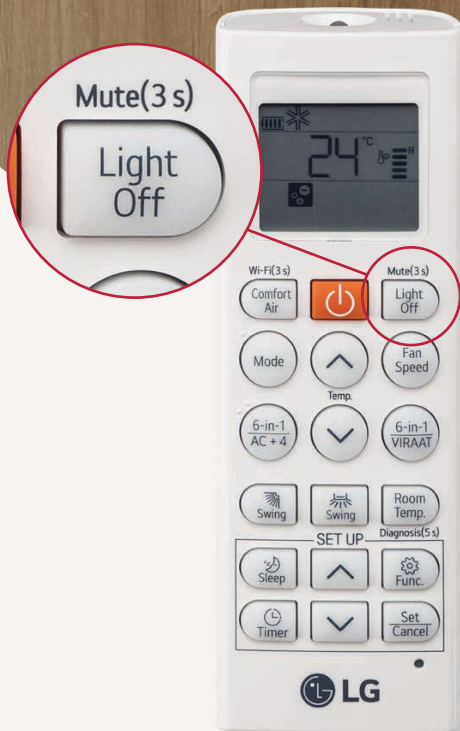 Mute(3 s)
Light
Off
24 °C
H
Wi-Fi(3 s)
Mute(3 s)
Comfort
Air
Light
Off
Mode
Fan
Speed
Temp.
6-in-1
AC + 4
6-in-1
VIRAAT
Swing
Swing
Room
Temp.
SET UP
Diagnosis(5 s)
Sleep
Func.
Timer
Set
Cancel
LG
LG